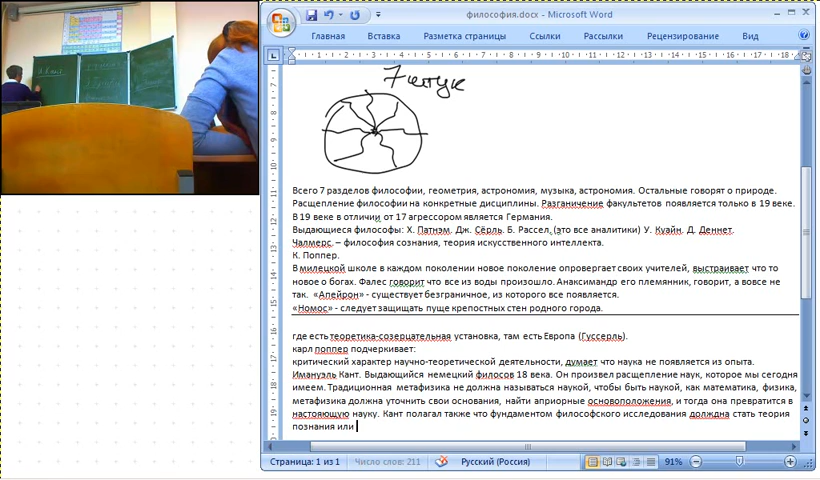 философия.docx - Microsoft Word
Главная Вставка Разметка страницы Ссылки Рассылки Рецензирование Вид
7 штук
Всего 7 разделов философии, геометрия, астрономия, музыка, астрономия. Остальные говорят о природе.
Расщепление философии на конкретные дисциплины. Разганичение факультетов появляется только в 19 веке.
В 19 веке в отличии от 17 агрессором является Германия.
Выдающиеся философы: Х. Патнэм. Дж. Сёрль. Б. Рассел, (это все аналитики) У. Куайн. Д. Деннет.
Чалмерс. – философия сознания, теория искусственного интеллекта.
К. Поппер.
В милецкой школе в каждом поколении новое поколение опровергает своих учителей, выстраивает что то
новое о богах. Фалес говорит что все из воды произошло. Анаксимандр его племянник, говорит, а вовсе не
так. «Апейрон» - существует безграничное, из которого все появляется.
«Номос» - следует защищать пуще крепостных стен родного города.
где есть теоретика-созерцательная установка, там есть Европа (Гуссерль).
карл поппер подчеркивает:
критический характер научно-теоретической деятельности, думает что наука не появляется из опыта.
Имануэль Кант. Выдающийся немецкий филосов 18 века. Он произвел расщепление наук, которое мы сегодня
имеем. Традиционная метафизика не должна называться наукой, чтобы быть наукой, как математика, физика,
метафизика должна уточнить свои основания, найти априорные основоположения, и тогда она превратится в
настояющую науку. Кант полагал также что фундаментом философского исследования долждна стать теория
познания или
Страница: 1 из 1 Число слов: 211 Русский (Россия) 91%